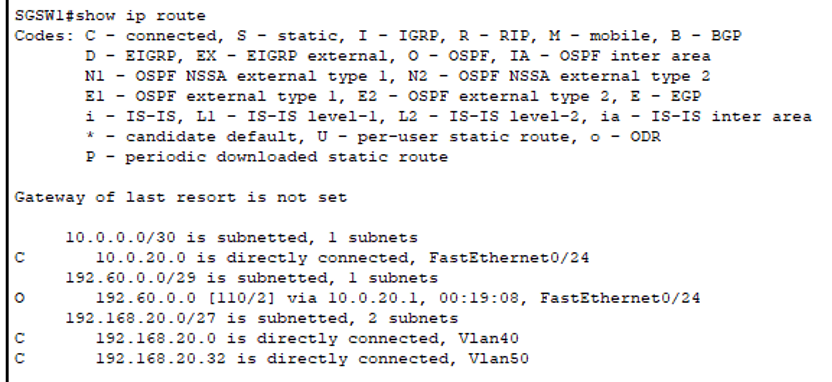 SGSW1#show ip route
Codes: C - connected, S - static, I - IGRP, R - RIP, M - mobile, B - BGP
D - EIGRP, EX - EIGRP external, O - OSPF, IA - OSPF inter area
N1 - OSPF NSSA external type 1, N2 - OSPF NSSA external type 2
E1 - OSPF external type 1, E2 - OSPF external type 2, E - EGP
i - IS-IS, L1 - IS-IS level-1, L2 - IS-IS level-2, ia - IS-IS inter area
* - candidate default, U - per-user static route, o - ODR
P - periodic downloaded static route
Gateway of last resort is not set
10.0.0.0/30 is subnetted, 1 subnets
C 10.0.20.0 is directly connected, FastEthernet0/24
192.60.0.0/29 is subnetted, 1 subnets
O 192.60.0.0 [110/2] via 10.0.20.1, 00:19:08, FastEthernet0/24
192.168.20.0/27 is subnetted, 2 subnets
C 192.168.20.0 is directly connected, Vlan40
C 192.168.20.32 is directly connected, Vlan50